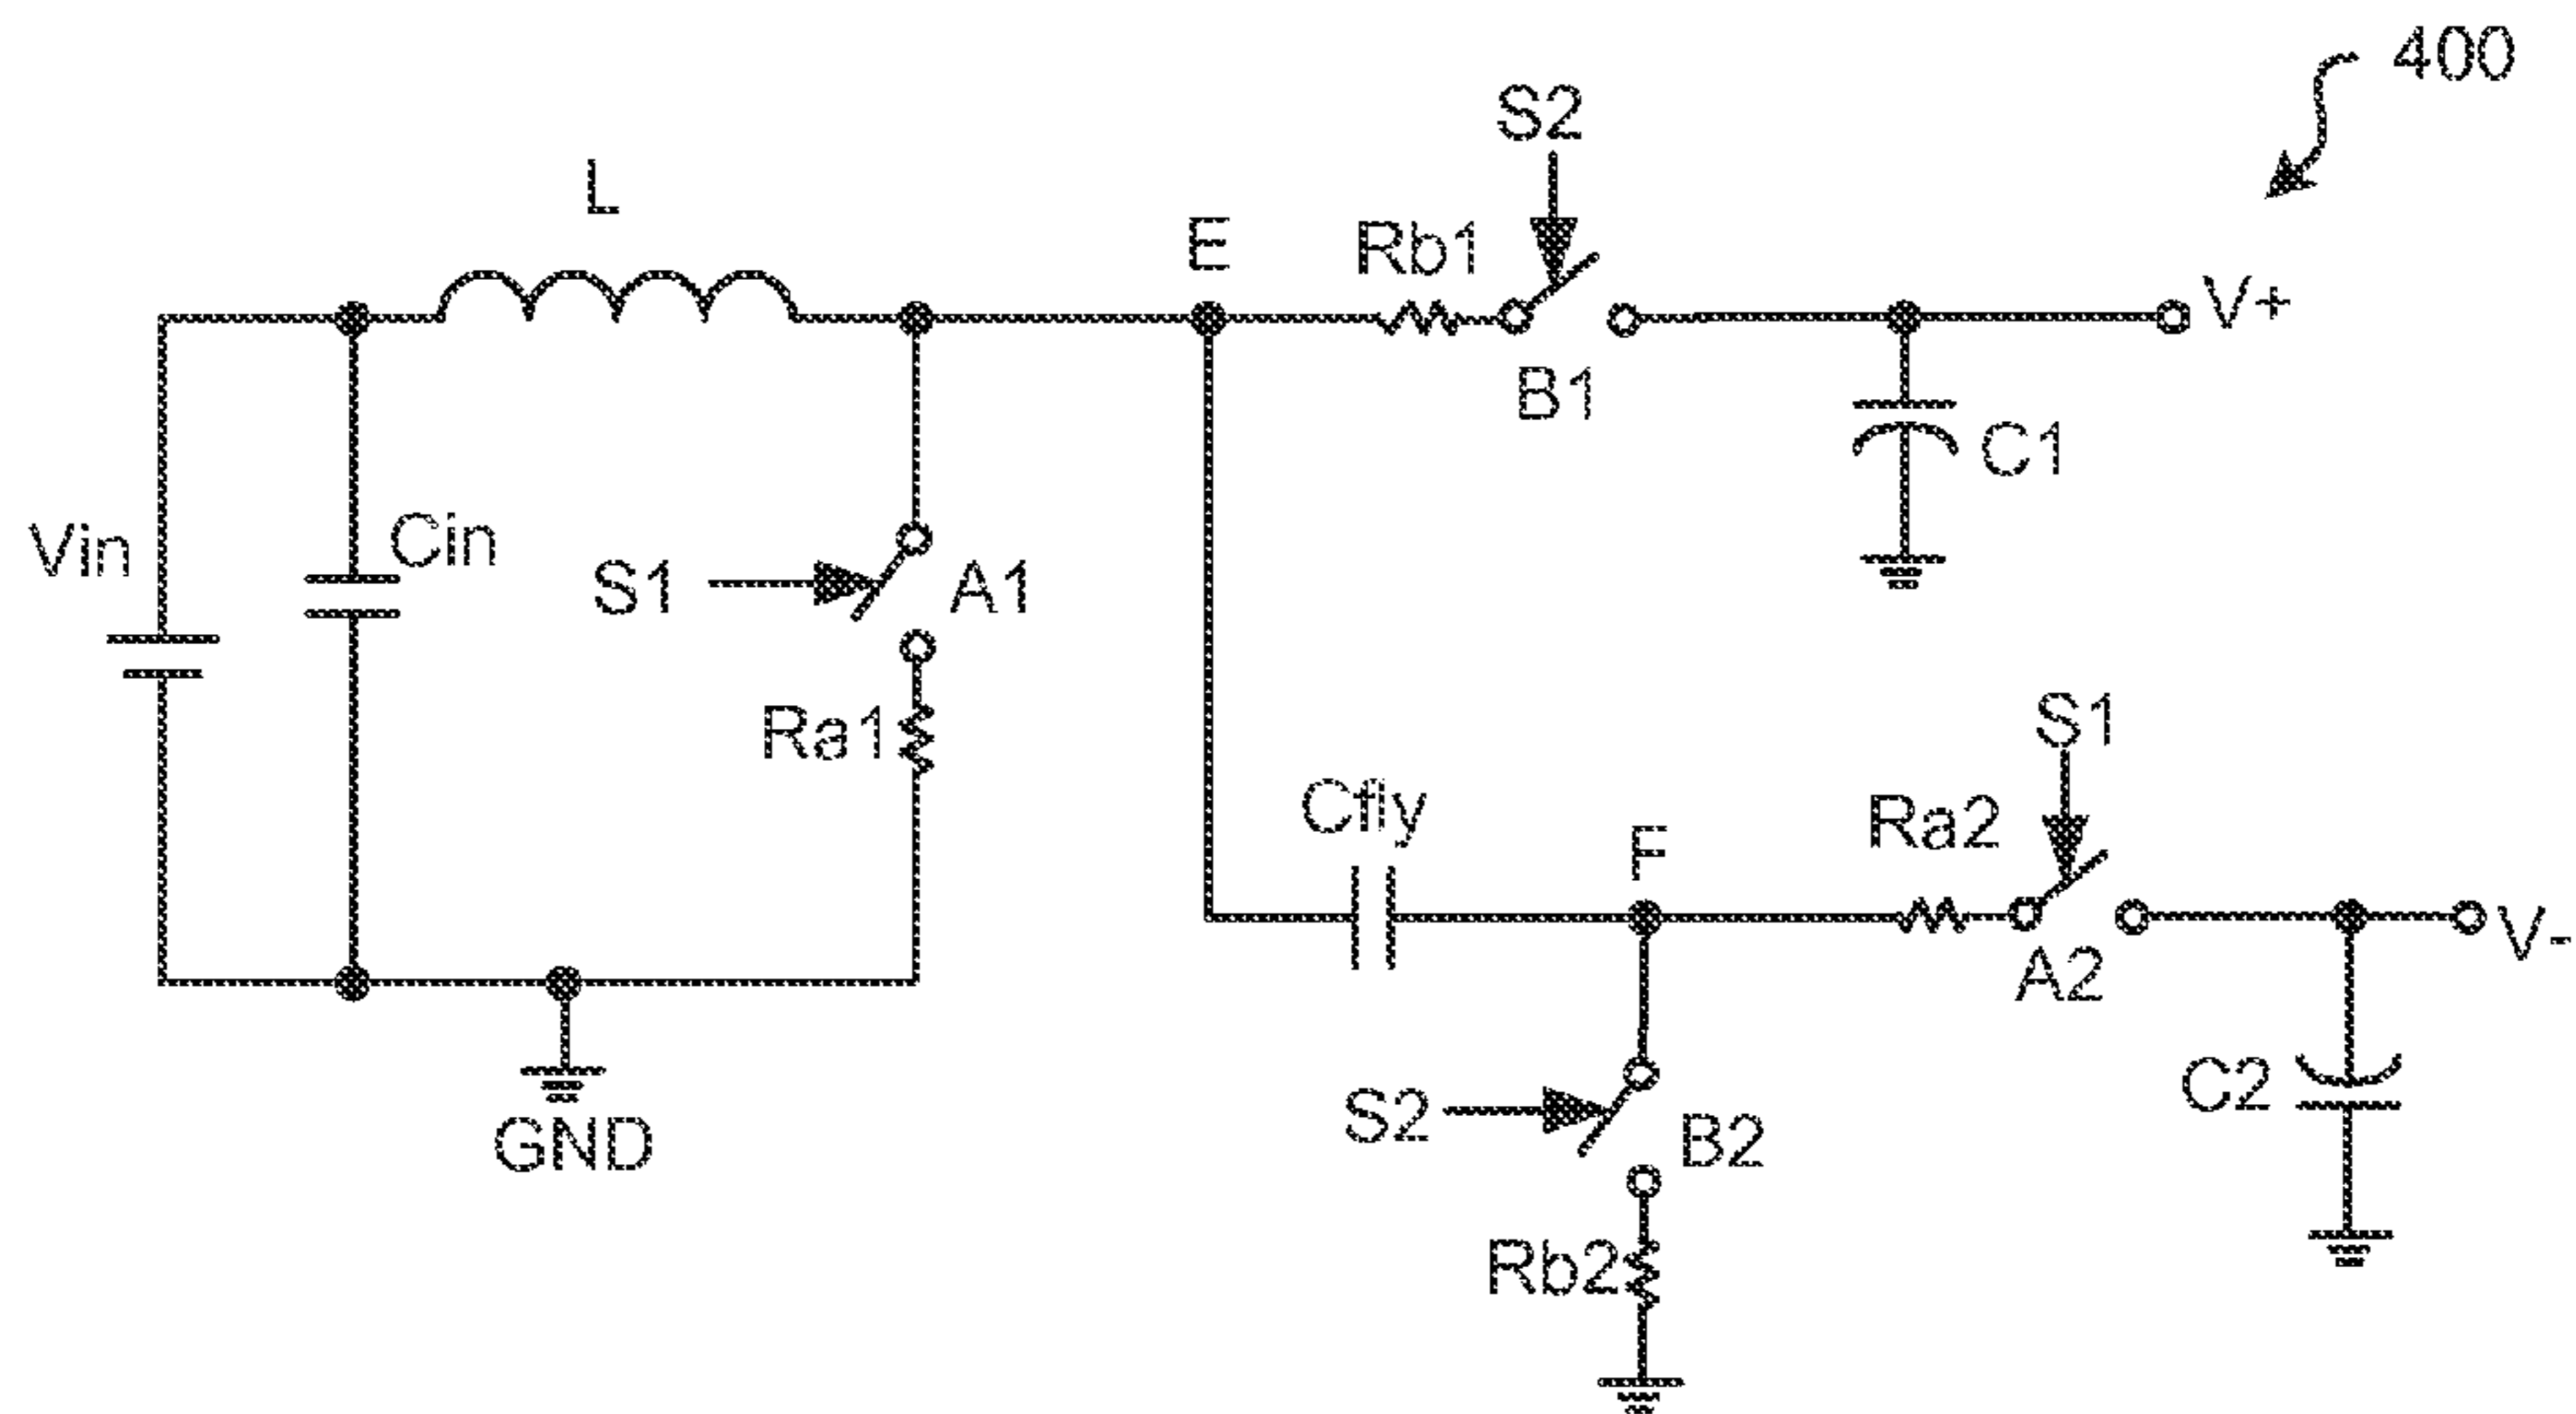 400
S2
L
E
Rb1
V+
B1
C1
Vin
Cin
S1
A1
Ra1
S1
Cfly
F
Ra2
V-
A2
GND
S2
B2
C2
Rb2